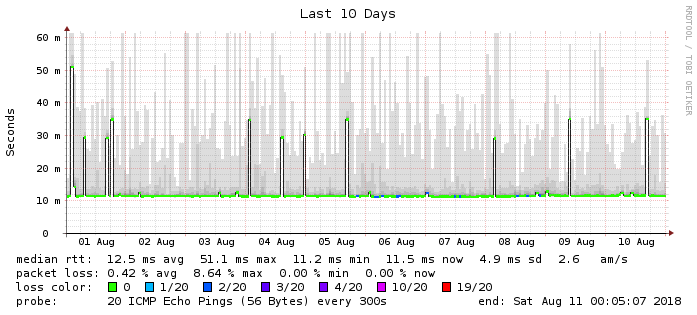 Last 10 Days
RRDTOOL / TOBI OETIKER
Seconds
60 m
50 m
40 m
30 m
20 m
10 m
0
01 Aug 02 Aug 03 Aug 04 Aug 05 Aug 06 Aug 07 Aug 08 Aug 09 Aug 10 Aug
median rtt: 12.5 ms avg 51.1 ms max 11.2 ms min 11.5 ms now 4.9 ms sd 2.6 am/s
packet loss: 0.42 % avg 8.64 % max 0.00 % min 0.00 % now
loss color: 0 1/20 2/20 3/20 4/20 10/20 19/20
probe: 20 ICMP Echo Pings (56 Bytes) every 300s end: Sat Aug 11 00:05:07 2018